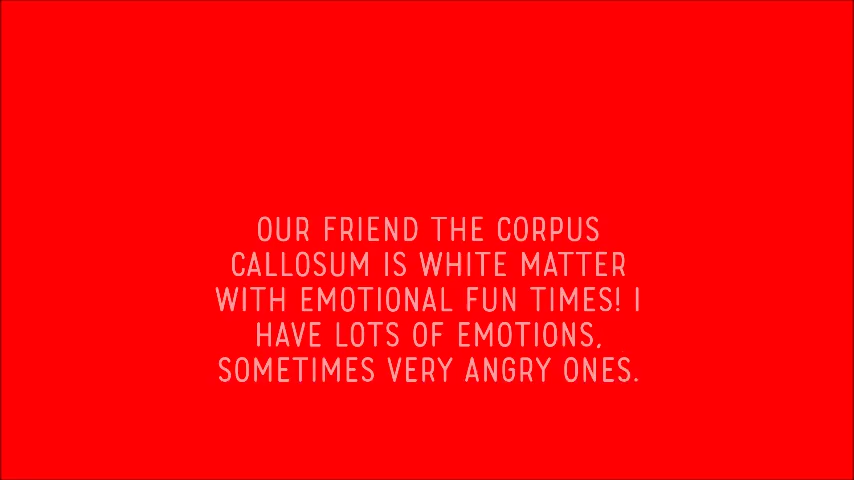 OUR FRIEND THE CORPUS
CALLOSUM IS WHITE MATTER
WITH EMOTIONAL FUN TIMES! I
HAVE LOTS OF EMOTIONS,
SOMETIMES VERY ANGRY ONES.